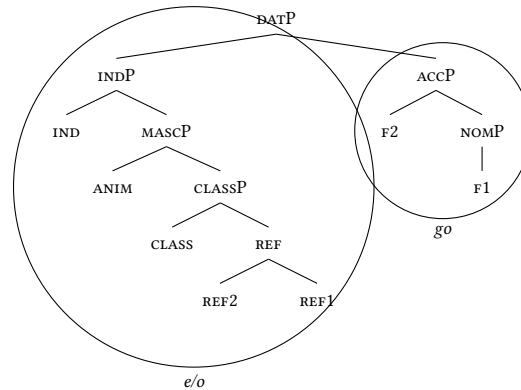 DATP
INDP ACCP
IND MASCP F2 NOMP
ANIM CLASSP F1
CLASS REF
REF2 REF1
go
e/o